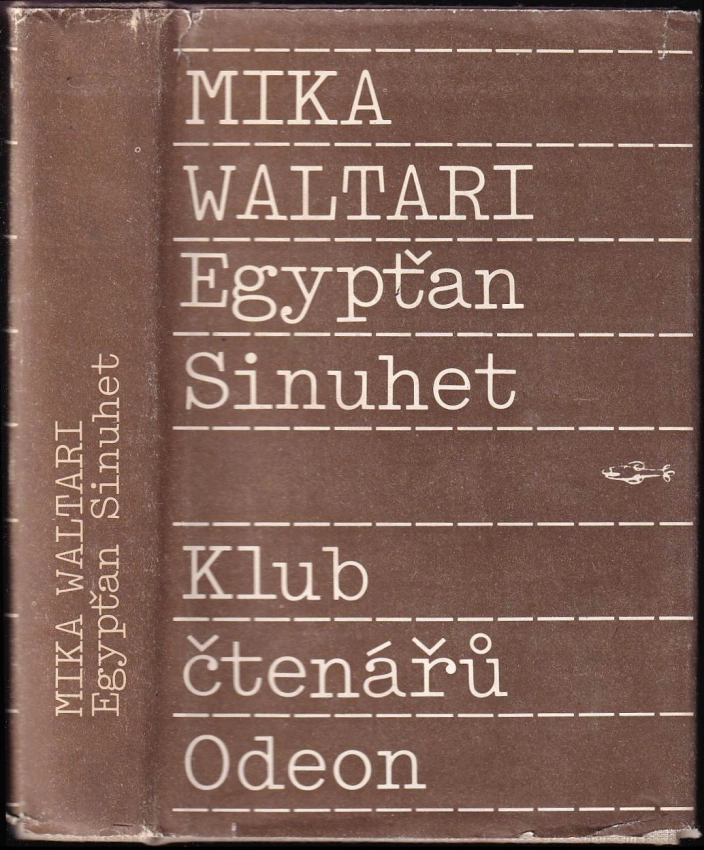 MIKA
WALTARI
Egypťan
Sinuhet
Klub
čtenářů
Odeon
MIKA WALTARI
Egypťan Sinuhet